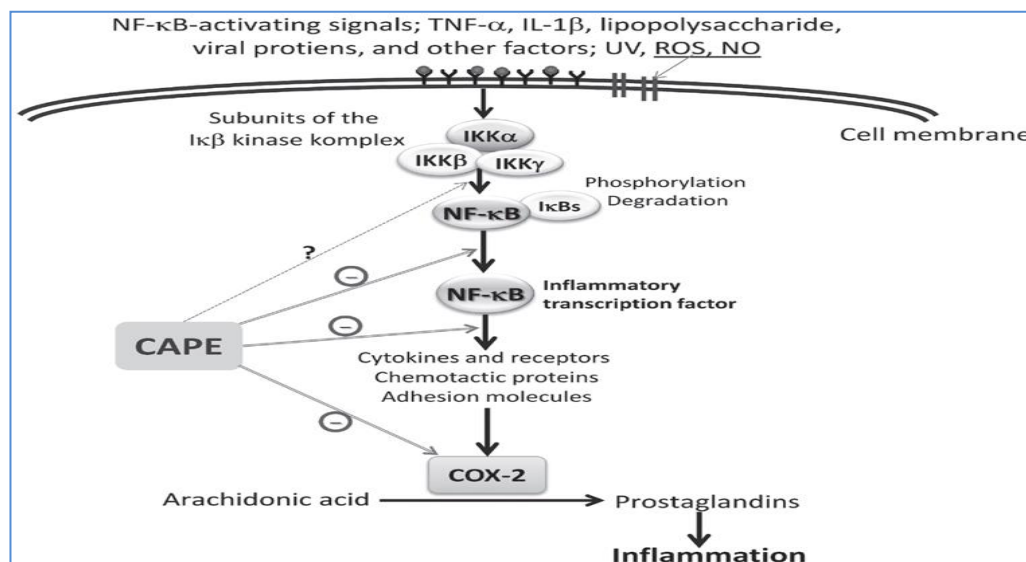 NF-κB-activating signals; TNF-α, IL-1β, lipopolysaccharide,
viral protiens, and other factors; UV, ROS, NO
Subunits of the
Iκβ kinase komplex
IKKα
IKKβ
IKKγ
Cell membrane
Phosphorylation
Degradation
NF-κB
IκBs
?
−
NF-κB
Inflammatory
transcription factor
−
CAPE
Cytokines and receptors
Chemotactic proteins
Adhesion molecules
−
COX-2
Arachidonic acid
Prostaglandins
Inflammation